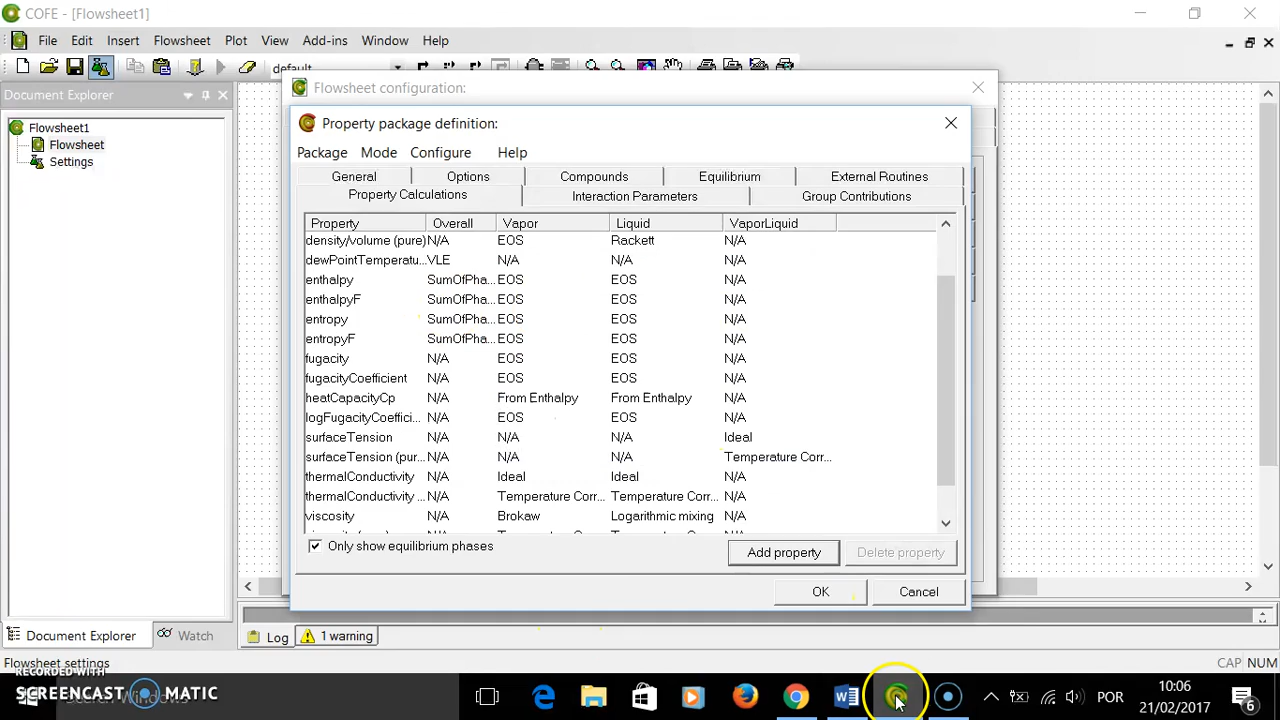 COFE - [Flowsheet1]
File Edit Insert Flowsheet Plot View Add-ins Window Help
default
Document Explorer
Flowsheet1
Flowsheet
Settings
Flowsheet configuration:
Property package definition:
Package Mode Configure Help
General Options Compounds Equilibrium External Routines
Property Calculations Interaction Parameters Group Contributions
Property Overall Vapor Liquid VaporLiquid
density/volume (pure) N/A EOS Rackett N/A
dewPointTemperatu... VLE N/A N/A N/A
enthalpy SumOfPha... EOS EOS N/A
enthalpyF SumOfPha... EOS EOS N/A
entropy SumOfPha... EOS EOS N/A
entropyF SumOfPha... EOS EOS N/A
fugacity N/A EOS EOS N/A
fugacityCoefficient N/A EOS EOS N/A
heatCapacityCp N/A From Enthalpy From Enthalpy N/A
logFugacityCoeffici... N/A EOS EOS N/A
surfaceTension N/A N/A N/A Ideal
surfaceTension (pur... N/A N/A N/A Temperature Corr...
thermalConductivity N/A Ideal Ideal N/A
thermalConductivity ... N/A Temperature Corr... Temperature Corr... N/A
viscosity N/A Brokaw Logarithmic mixing N/A
Only show equilibrium phases
Add property Delete property
OK Cancel
Document Explorer Watch
Log 1 warning
Flowsheet settings CAP NUM
RECORDED WITH
SCREENCAST MATIC
Windows
POR
10:06
21/02/2017
6